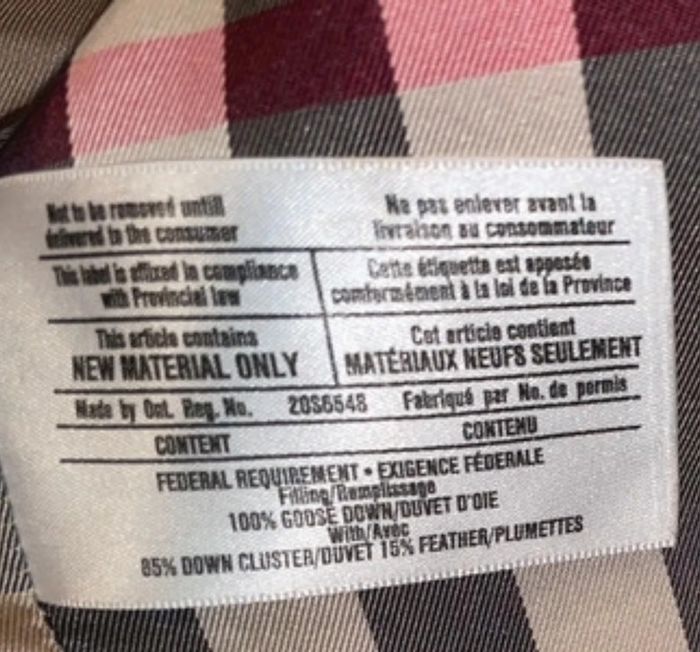 Not to be removed untill
delivered to the consumer
Ne pas enlever avant la
livraison au consommateur
This label is affixed in compliance
with Provincial law
Cette étiquette est apposée
comformément à la loi de la Province
This article contains
NEW MATERIAL ONLY
Cet article contient
MATÉRIAUX NEUFS SEULEMENT
Made by Ont. Reg. No. 20S6548 Fabriqué par No. de permis
CONTENT CONTENU
FEDERAL REQUIREMENT • EXIGENCE FÉDERALE
Filling/Remplissage
100% GOOSE DOWN/DUVET D'OIE
With/Avec
85% DOWN CLUSTER/DUVET 15% FEATHER/PLUMETTES